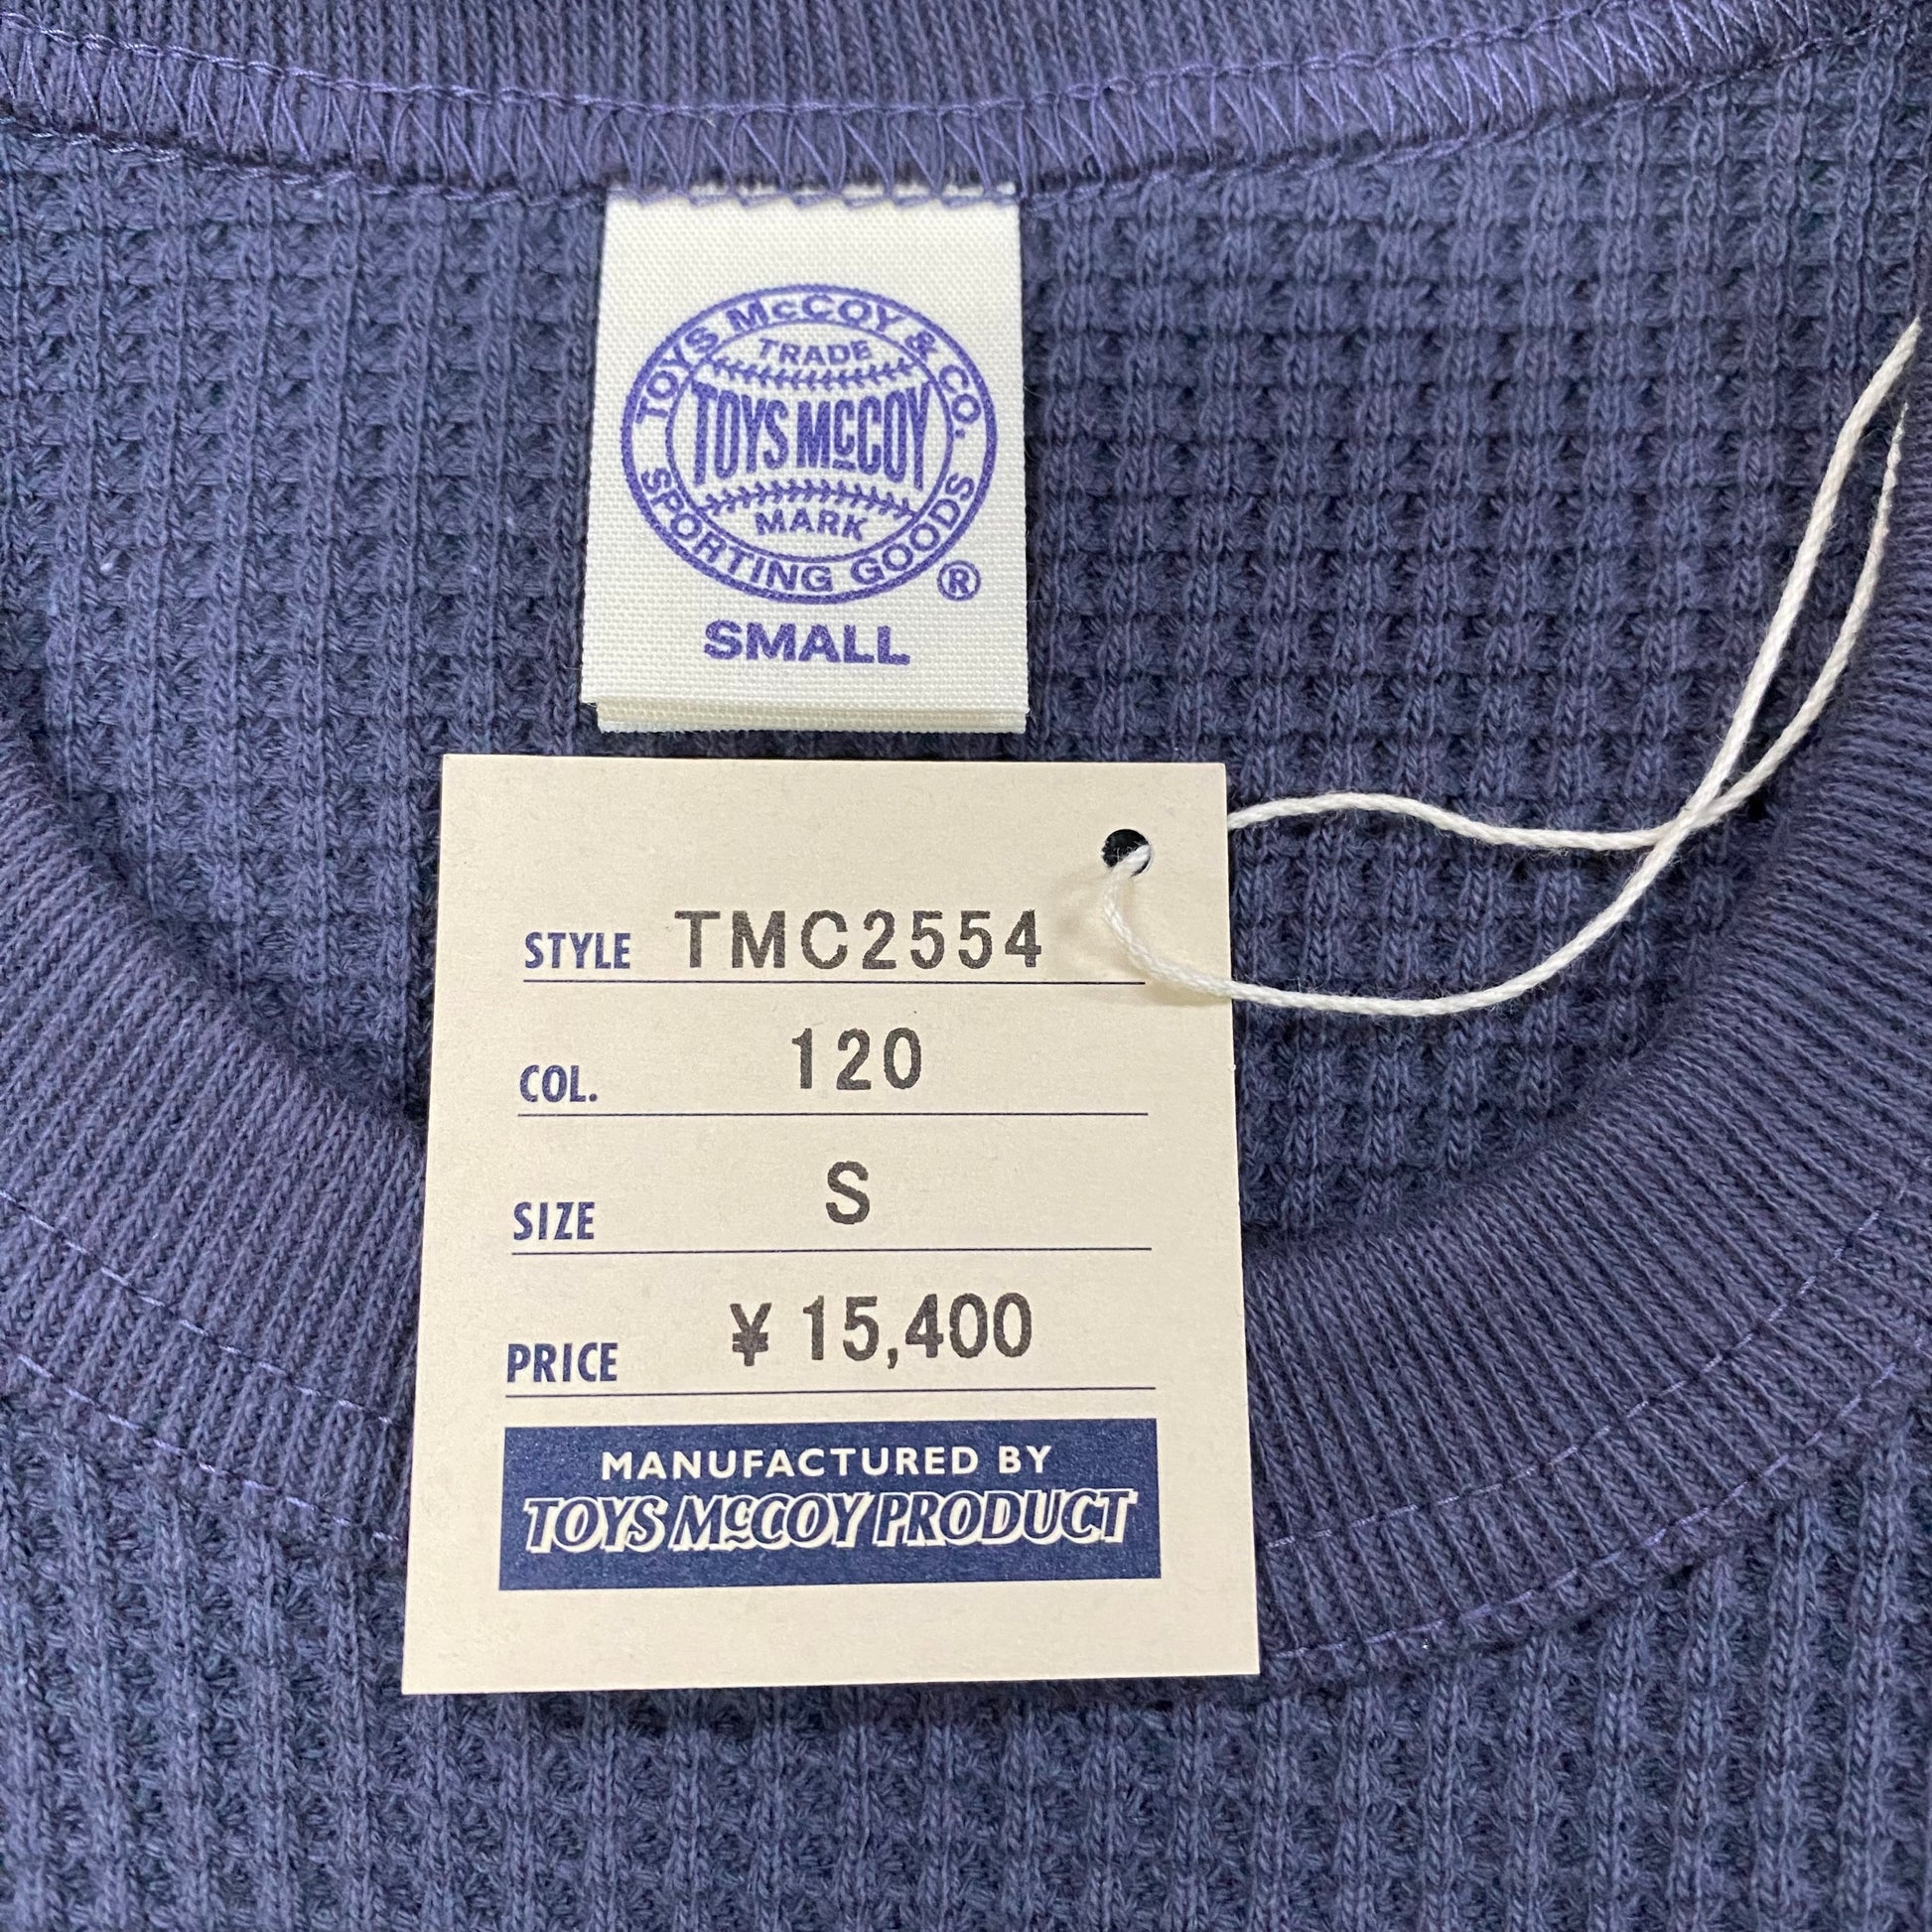 TOYS McCOY & CO.
TRADE
TOYS McCOY
MARK
SPORTING GOODS
®
SMALL
STYLE TMC2554
COL. 120
SIZE S
PRICE ¥ 15,400
MANUFACTURED BY
TOYS McCOY PRODUCT